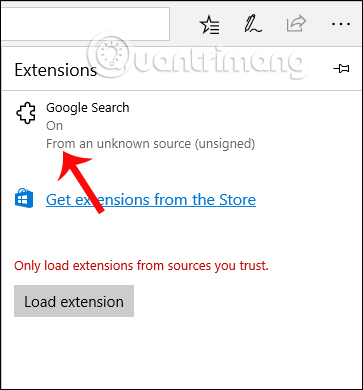 Quantrimang
Extensions
Google Search
On
From an unknown source (unsigned)
Get extensions from the Store
Only load extensions from sources you trust.
Load extension